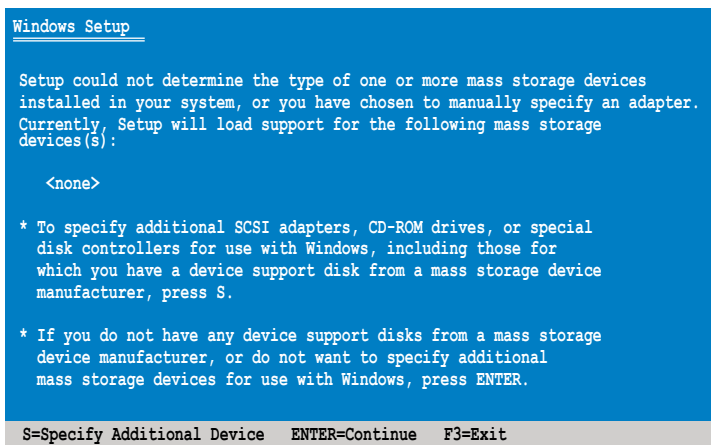 Windows Setup
Setup could not determine the type of one or more mass storage devices
installed in your system, or you have chosen to manually specify an adapter.
Currently, Setup will load support for the following mass storage
devices(s):
<none>
* To specify additional SCSI adapters, CD-ROM drives, or special
disk controllers for use with Windows, including those for
which you have a device support disk from a mass storage device
manufacturer, press S.
* If you do not have any device support disks from a mass storage
device manufacturer, or do not want to specify additional
mass storage devices for use with Windows, press ENTER.
S=Specify Additional Device ENTER=Continue F3=Exit